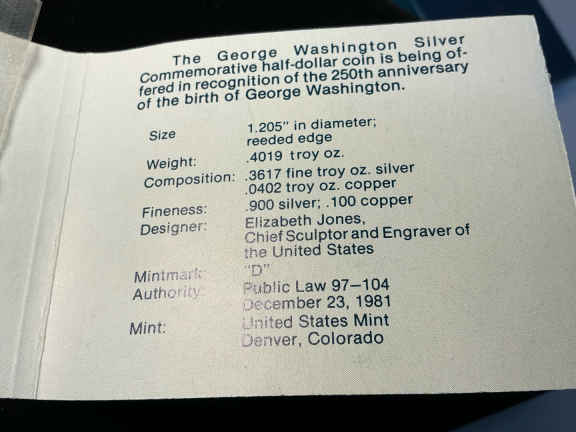 The George Washington Silver
Commemorative half-dollar coin is being of-
fered in recognition of the 250th anniversary
of the birth of George Washington.
Size 1.205" in diameter;
reeded edge
Weight: .4019 troy oz.
Composition: .3617 fine troy oz. silver
.0402 troy oz. copper
Fineness: .900 silver; .100 copper
Designer: Elizabeth Jones,
Chief Sculptor and Engraver of
the United States
Mintmark: "D"
Authority: Public Law 97–104
December 23, 1981
Mint: United States Mint
Denver, Colorado